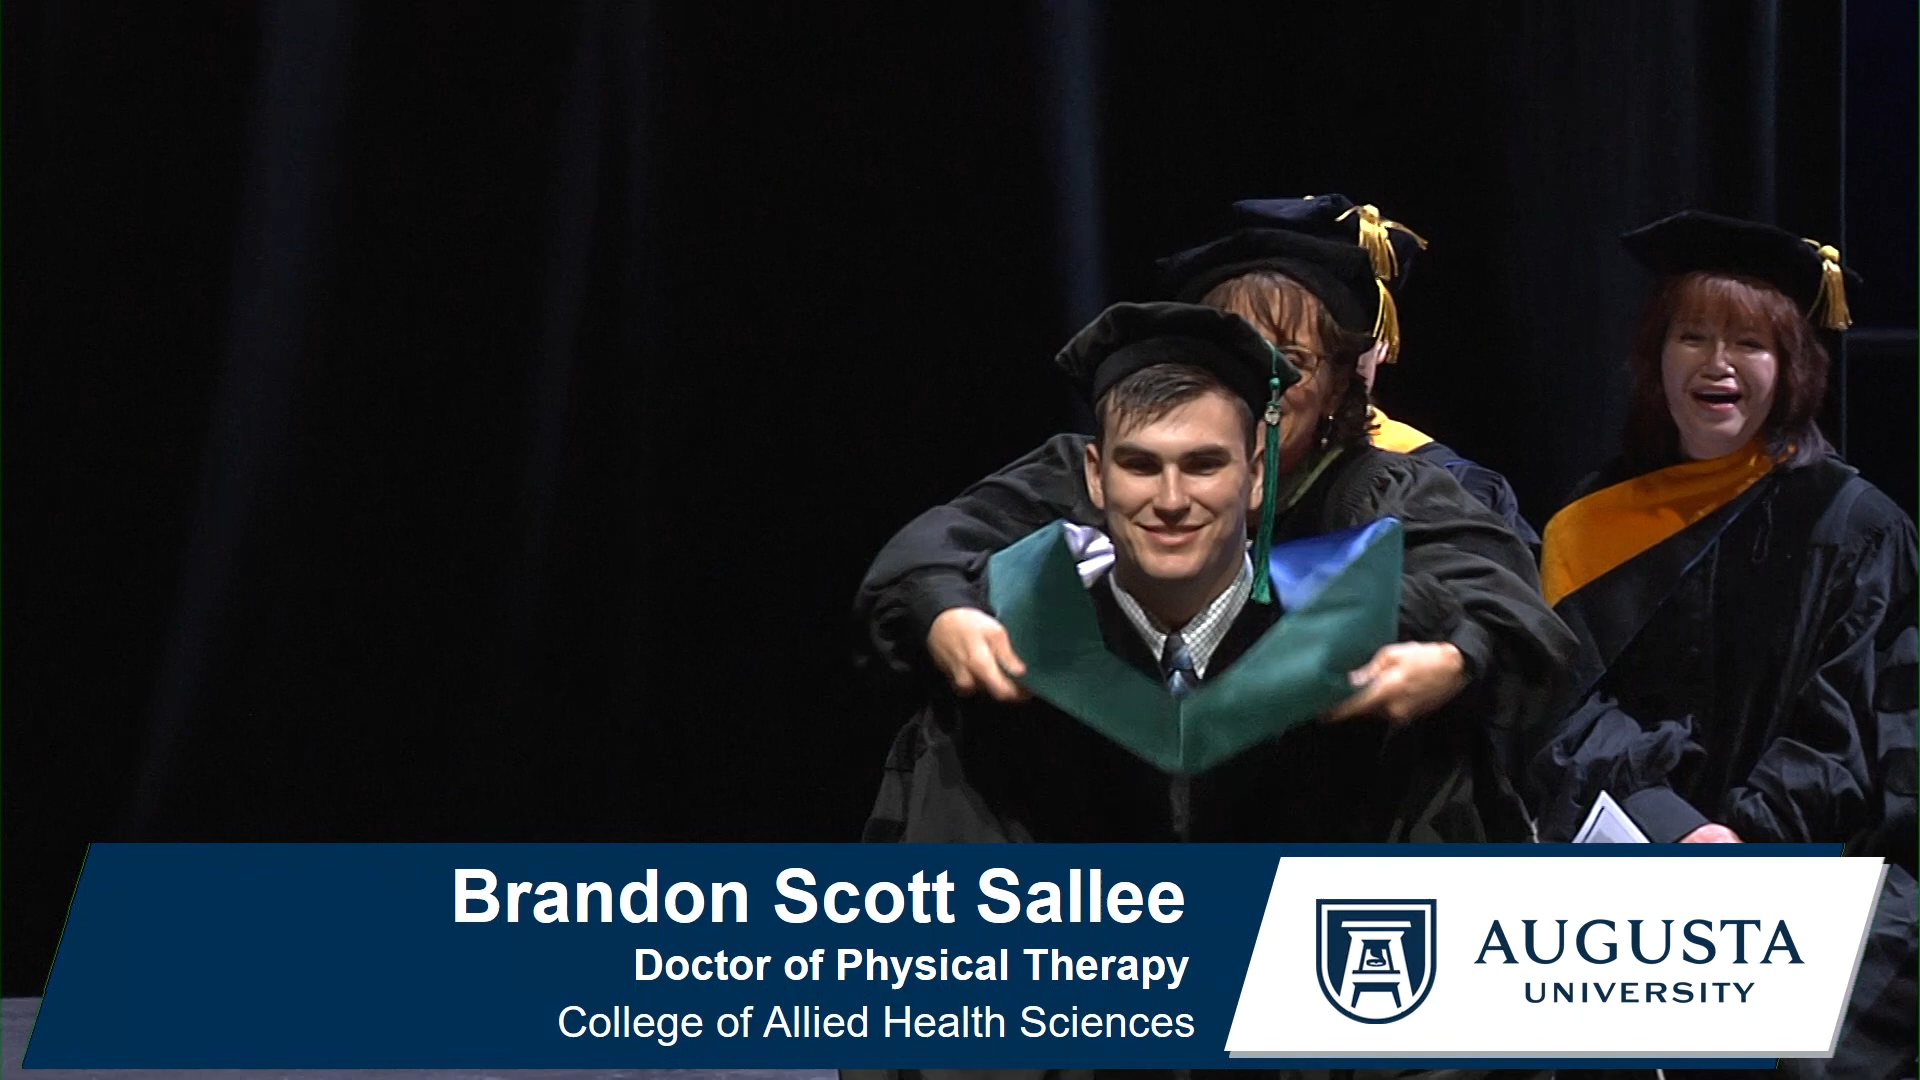 Brandon Scott Sallee
Doctor of Physical Therapy
College of Allied Health Sciences
AUGUSTA
UNIVERSITY